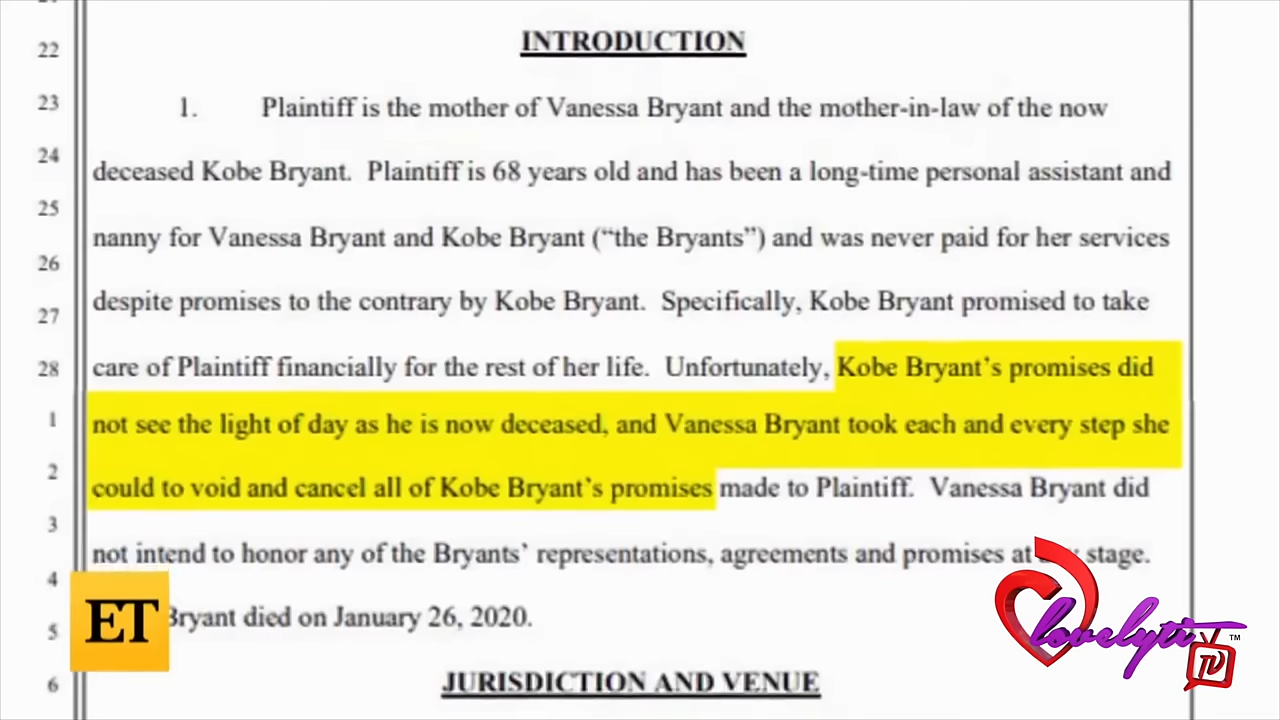 INTRODUCTION
22
23 1. Plaintiff is the mother of Vanessa Bryant and the mother-in-law of the now
24 deceased Kobe Bryant. Plaintiff is 68 years old and has been a long-time personal assistant and
25 nanny for Vanessa Bryant and Kobe Bryant (“the Bryants”) and was never paid for her services
26
27 despite promises to the contrary by Kobe Bryant. Specifically, Kobe Bryant promised to take
28 care of Plaintiff financially for the rest of her life. Unfortunately, Kobe Bryant’s promises did
1 not see the light of day as he is now deceased, and Vanessa Bryant took each and every step she
2 could to void and cancel all of Kobe Bryant’s promises made to Plaintiff. Vanessa Bryant did
3 not intend to honor any of the Bryants’ representations, agreements and promises at stage.
4
5 Bryant died on January 26, 2020.
6 JURISDICTION AND VENUE
ET
lovelyti TV ™